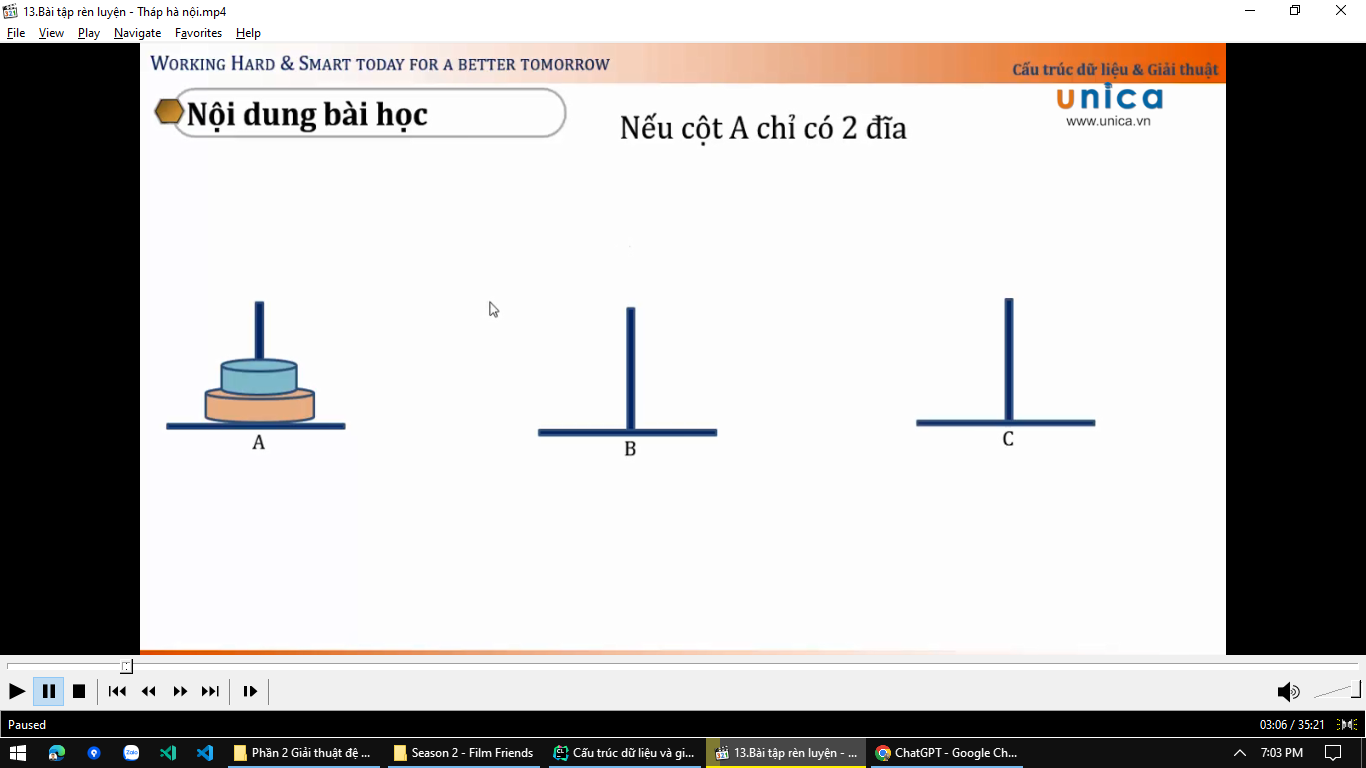 13.Bài tập rèn luyện - Tháp hà nội.mp4
File View Play Navigate Favorites Help
WORKING HARD & SMART TODAY FOR A BETTER TOMORROW
Cấu trúc dữ liệu & Giải thuật
Nội dung bài học
Nếu cột A chỉ có 2 đĩa
unica
www.unica.vn
A
B
C
Paused
03:06 / 35:21
Zalo
Phần 2 Giải thuật đệ ...
Season 2 - Film Friends
CL
Cấu trúc dữ liệu và gi...
321
13.Bài tập rèn luyện - ...
ChatGPT - Google Ch...
7:03 PM